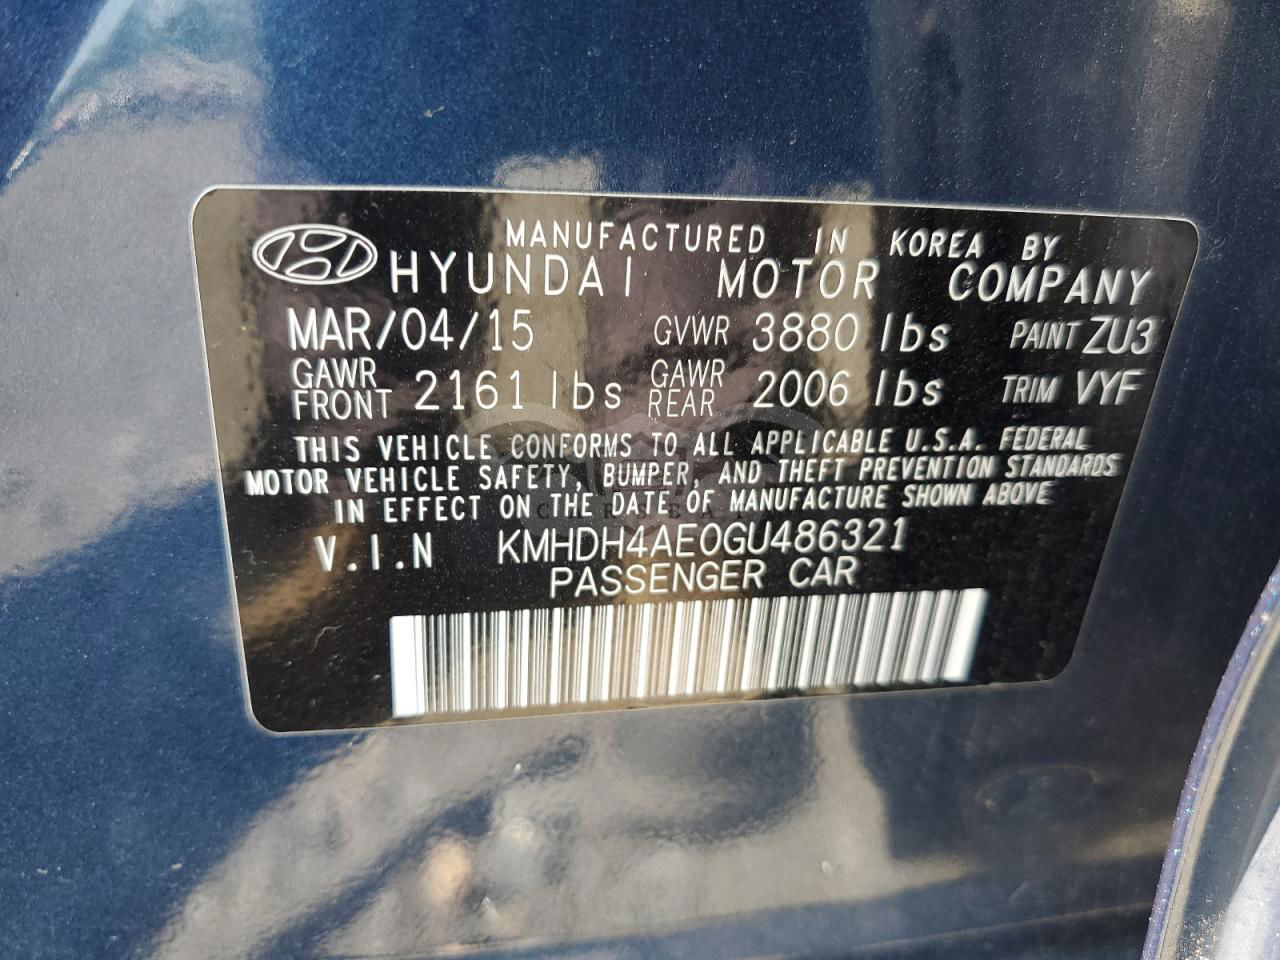 MANUFACTURED IN KOREA BY
HYUNDAI MOTOR COMPANY
MAR/04/15 GVWR 3880 lbs PAINT ZU3
GAWR FRONT 2161 lbs GAWR REAR 2006 lbs TRIM VYF
THIS VEHICLE CONFORMS TO ALL APPLICABLE U.S.A. FEDERAL
MOTOR VEHICLE SAFETY, BUMPER, AND THEFT PREVENTION STANDARDS
IN EFFECT ON THE DATE OF MANUFACTURE SHOWN ABOVE
V.I.N KMHDH4AE0GU486321
PASSENGER CAR